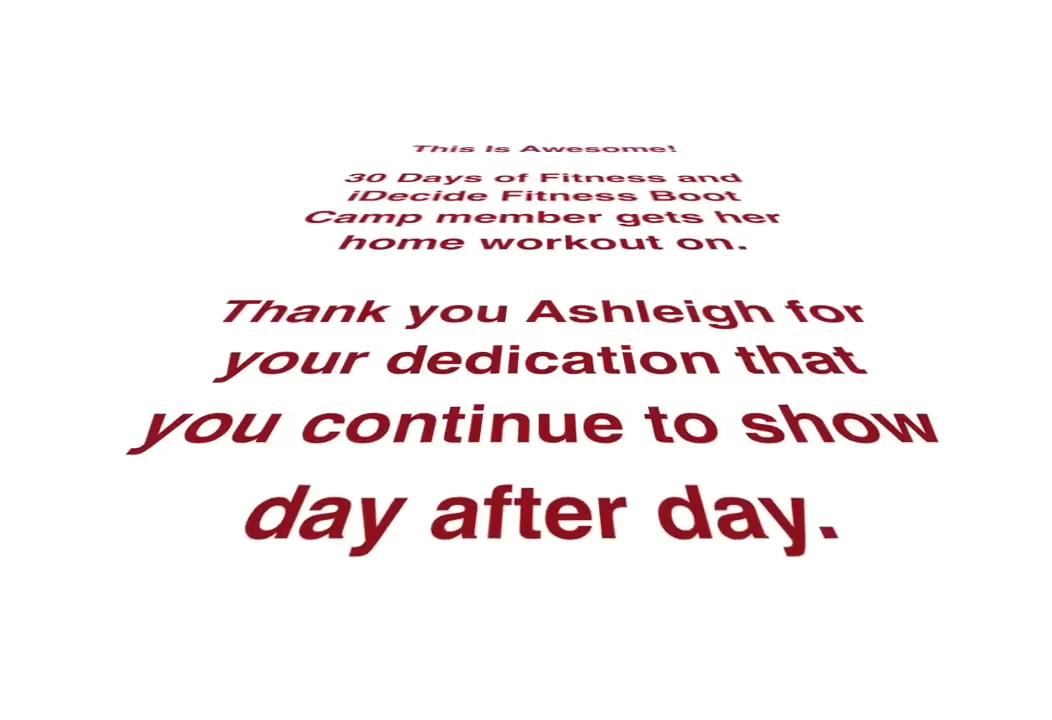 This Is Awesome!
30 Days of Fitness and
iDecide Fitness Boot
Camp member gets her
home workout on.
Thank you Ashleigh for
your dedication that
you continue to show
day after day.